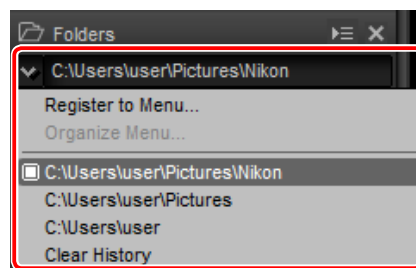 Folders
C:\Users\user\Pictures\Nikon
Register to Menu...
Organize Menu...
C:\Users\user\Pictures\Nikon
C:\Users\user\Pictures
C:\Users\user
Clear History